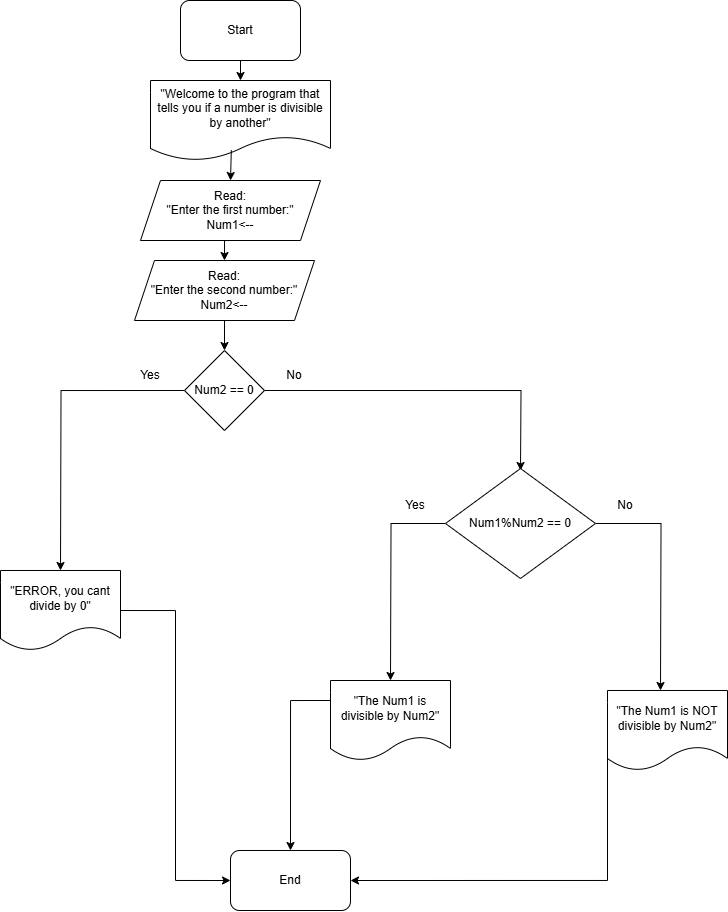 Start
"Welcome to the program that
tells you if a number is divisible
by another"
Read:
"Enter the first number:"
Num1<--
Read:
"Enter the second number:"
Num2<--
Yes
Num2 == 0
No
Yes
Num1%Num2 == 0
No
"ERROR, you cant
divide by 0"
"The Num1 is
divisible by Num2"
"The Num1 is NOT
divisible by Num2"
End